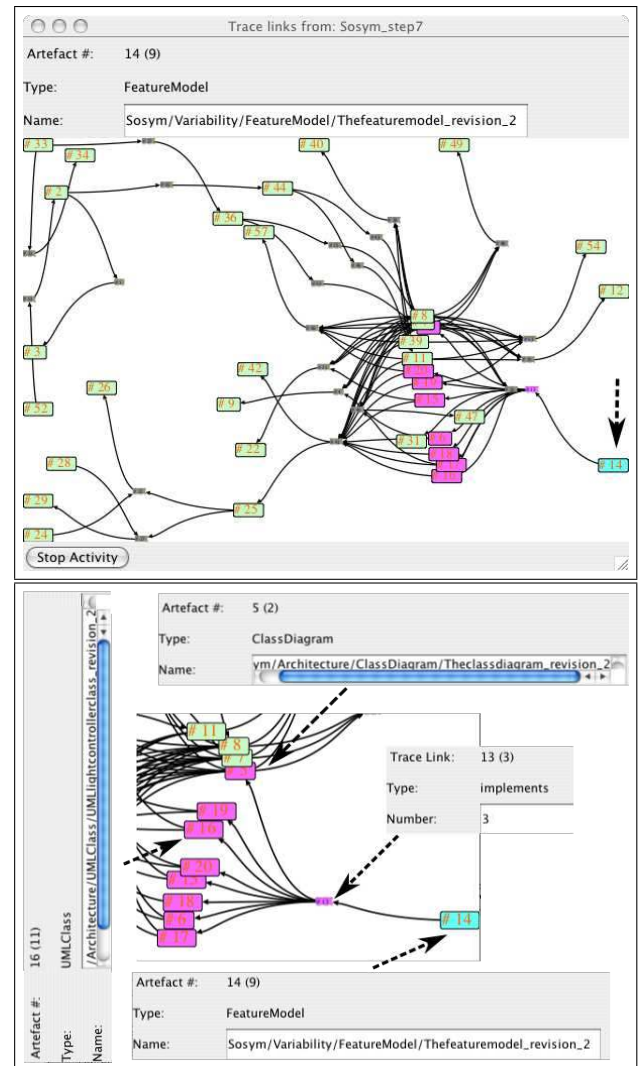 Trace links from: Sosym_step7
Artefact #: 14 (9)
Type: FeatureModel
Name: Sosym/Variability/FeatureModel/Thefeaturemodel_revision_2
# 33
# 34
# 40
# 49
# 2
# 44
# 36
# 57
# 54
# 12
# 8
# 39
# 11
# 3
# 26
# 42
# 52
# 9
# 47
# 22
# 31
# 28
# 14
# 29
# 25
# 24
Stop Activity
Artefact #: 5 (2)
Type: ClassDiagram
Name: ym/Architecture/ClassDiagram/Theclassdiagram_revision_2
Artefact #: 16 (11)
Type: UMLClass
Name: /Architecture/UMLClass/UMLlightcontrollerclass_revision_2
# 11
# 8
# 7
# 5
Trace Link: 13 (3)
Type: implements
Number: 3
# 19
# 16
# 20
# 15
# 18
# 6
# 17
# 14
Artefact #: 14 (9)
Type: FeatureModel
Name: Sosym/Variability/FeatureModel/Thefeaturemodel_revision_2